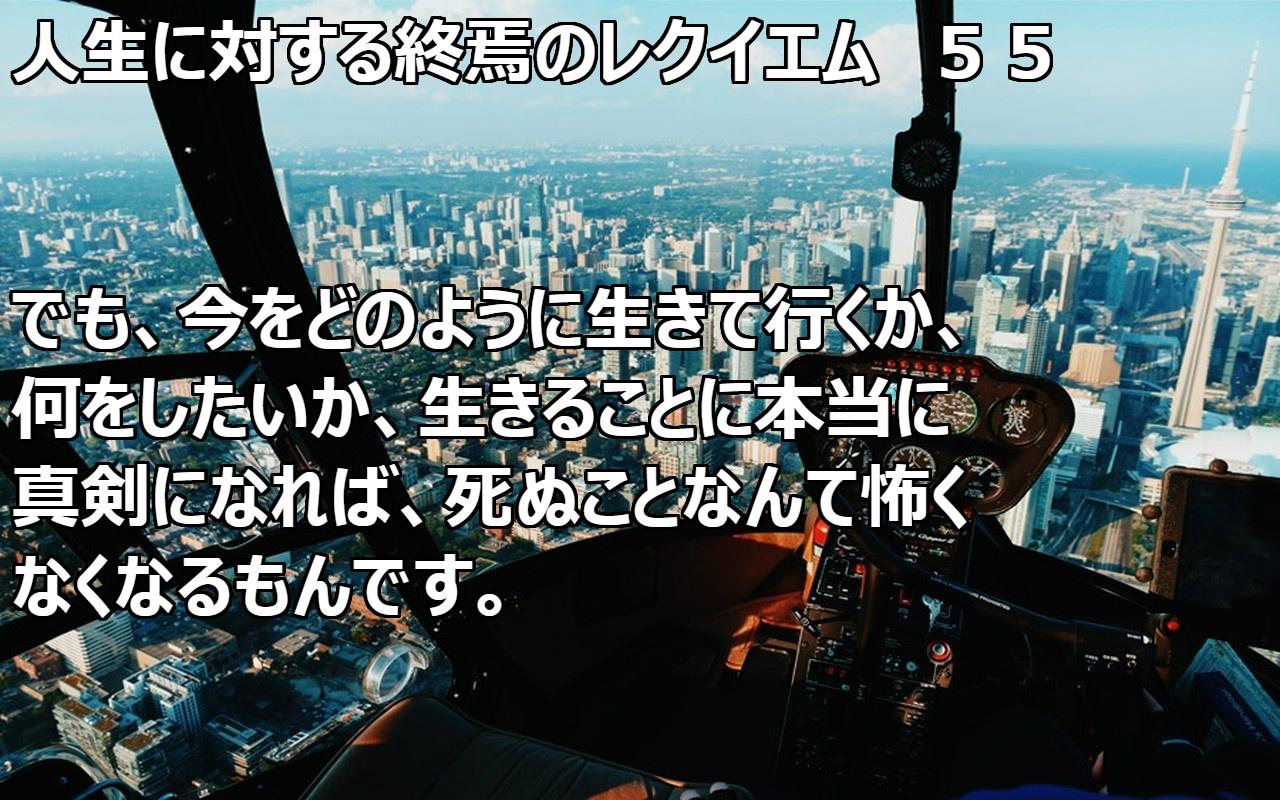 人生に対する終焉のレクイエム　５５
でも、今をどのように生きて行くか、
何をしたいか、生きることに本当に
真剣になれば、死ぬことなんて怖く
なくなるもんです。